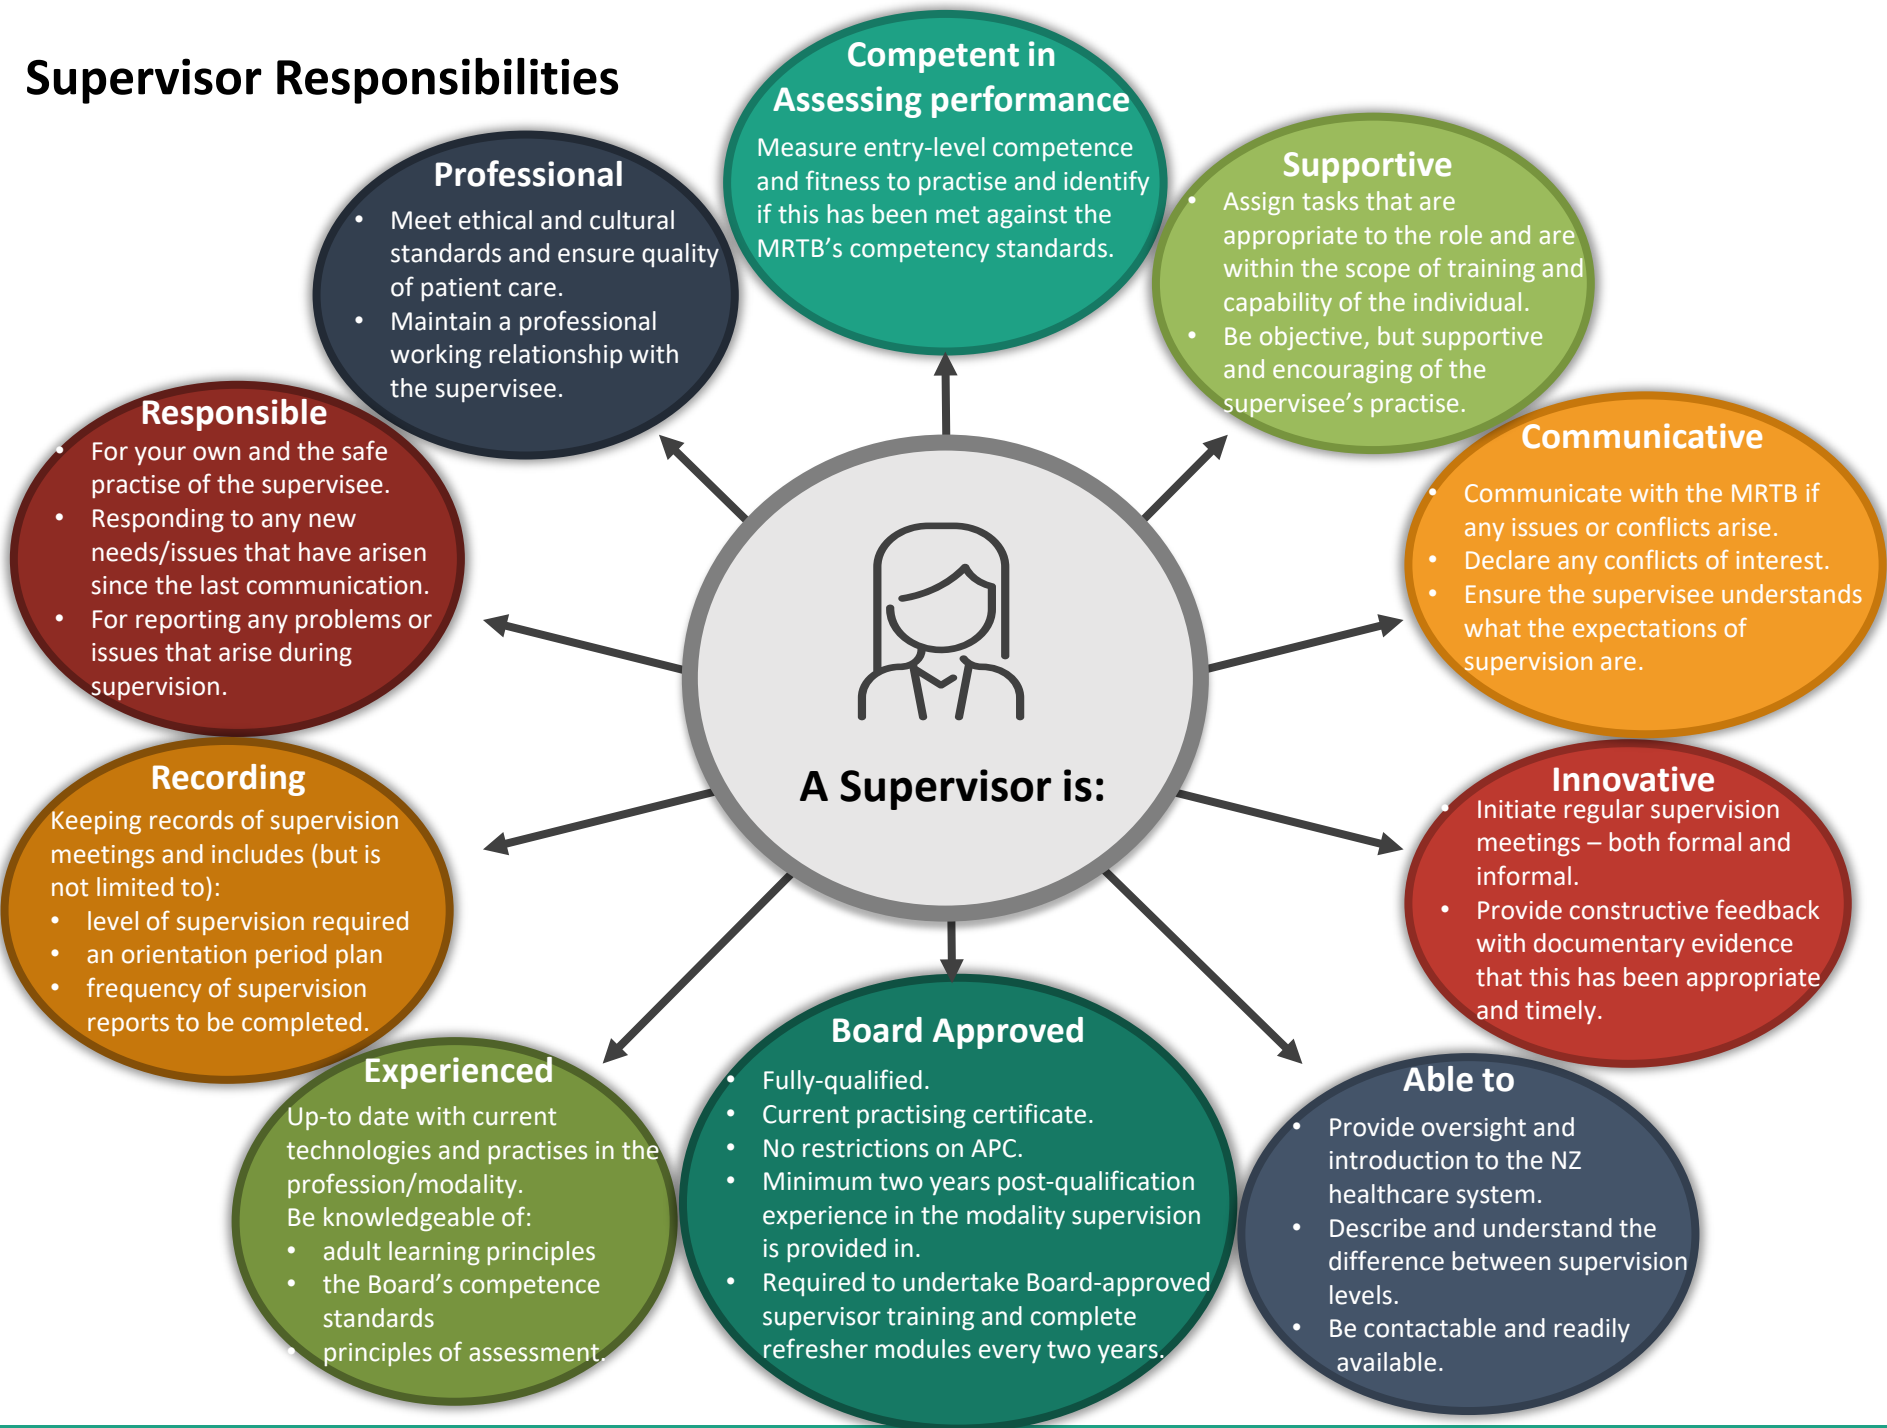 Supervisor Responsibilities
Competent in
Assessing performance
Measure entry-level competence
and fitness to practise and identify
if this has been met against the
MRTB's competency standards.
Supportive
• Assign tasks that are
appropriate to the role and are
within the scope of training and
capability of the individual.
• Be objective, but supportive
and encouraging of the
supervisee's practise.
Communicative
• Communicate with the MRTB if
any issues or conflicts arise.
• Declare any conflicts of interest.
• Ensure the supervisee understands
what the expectations of
supervision are.
Innovative
• Initiate regular supervision
meetings – both formal and
informal.
• Provide constructive feedback
with documentary evidence
that this has been appropriate
and timely.
Able to
• Provide oversight and
introduction to the NZ
healthcare system.
• Describe and understand the
difference between supervision
levels.
• Be contactable and readily
available.
Board Approved
• Fully-qualified.
• Current practising certificate.
• No restrictions on APC.
• Minimum two years post-qualification
experience in the modality supervision
is provided in.
• Required to undertake Board-approved
supervisor training and complete
refresher modules every two years.
Experienced
Up-to date with current
technologies and practises in the
profession/modality.
Be knowledgeable of:
• adult learning principles
• the Board's competence
standards
• principles of assessment.
Recording
Keeping records of supervision
meetings and includes (but is
not limited to):
• level of supervision required
• an orientation period plan
• frequency of supervision
reports to be completed.
Responsible
• For your own and the safe
practise of the supervisee.
• Responding to any new
needs/issues that have arisen
since the last communication.
• For reporting any problems or
issues that arise during
supervision.
Professional
• Meet ethical and cultural
standards and ensure quality
of patient care.
• Maintain a professional
working relationship with
the supervisee.
A Supervisor is: